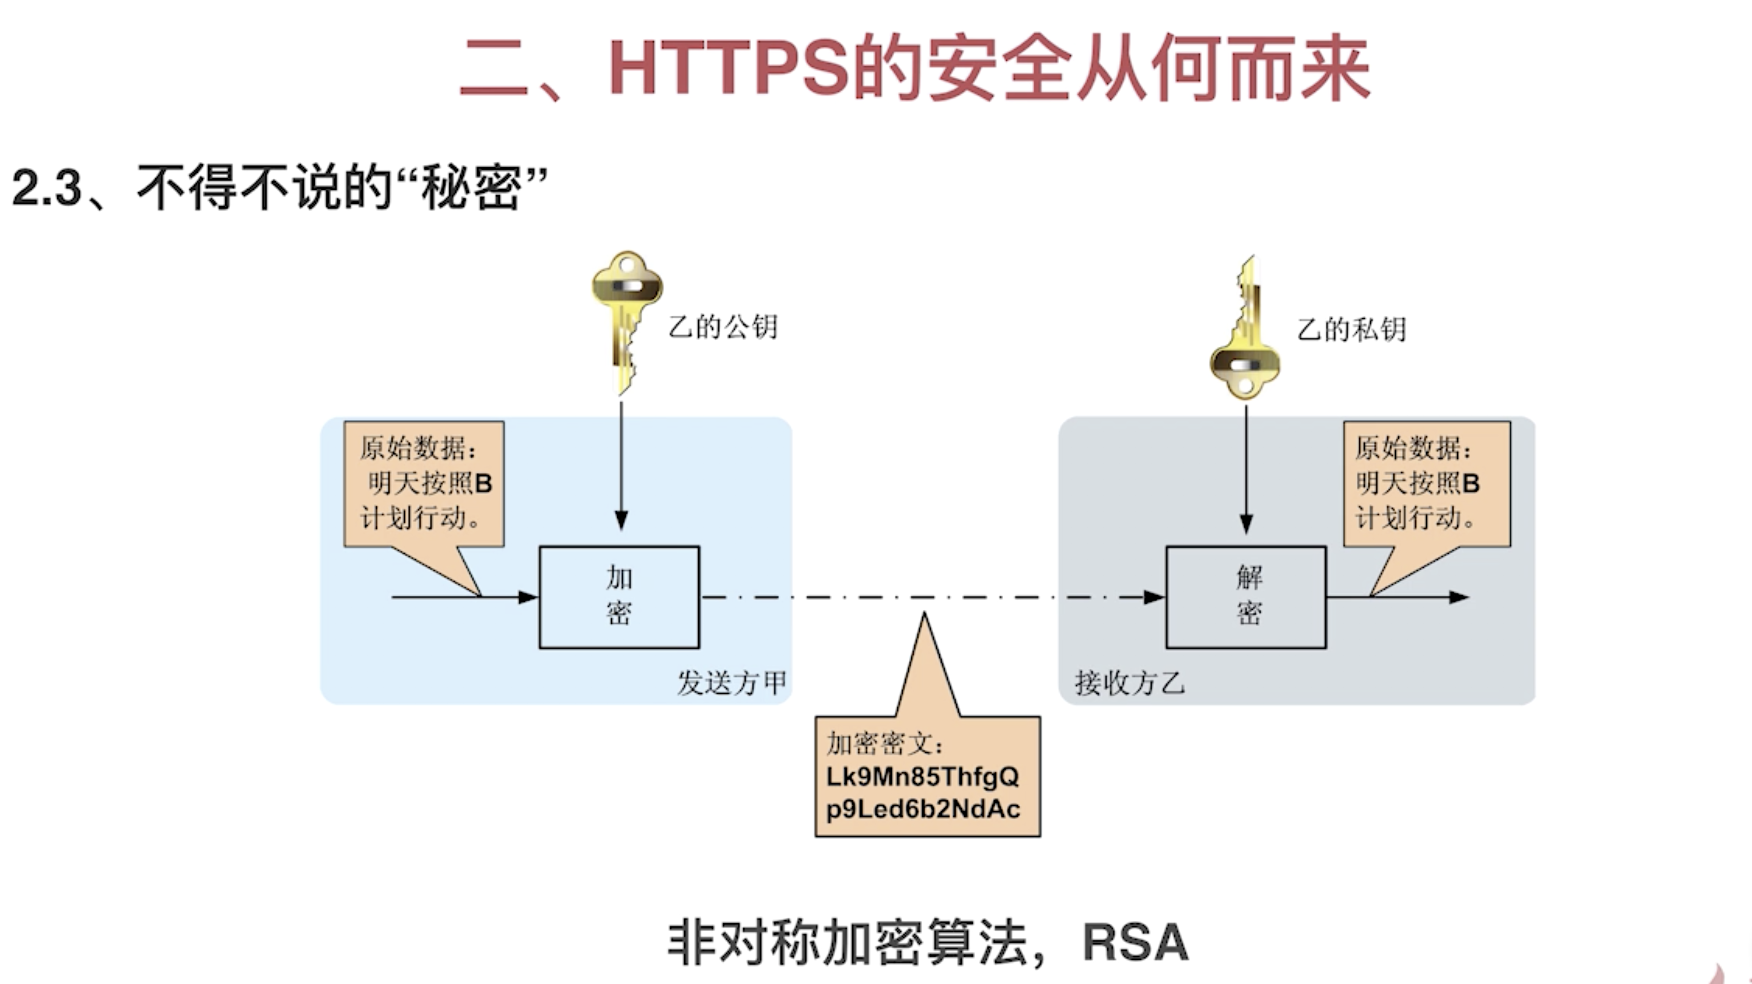 二、HTTPS的安全从何而来
2.3、不得不说的“秘密”
乙的公钥
乙的私钥
原始数据：
明天按照B
计划行动。
原始数据：
明天按照B
计划行动。
加
密
解
密
发送方甲
接收方乙
加密密文：
Lk9Mn85ThfgQ
p9Led6b2NdAc
非对称加密算法，RSA